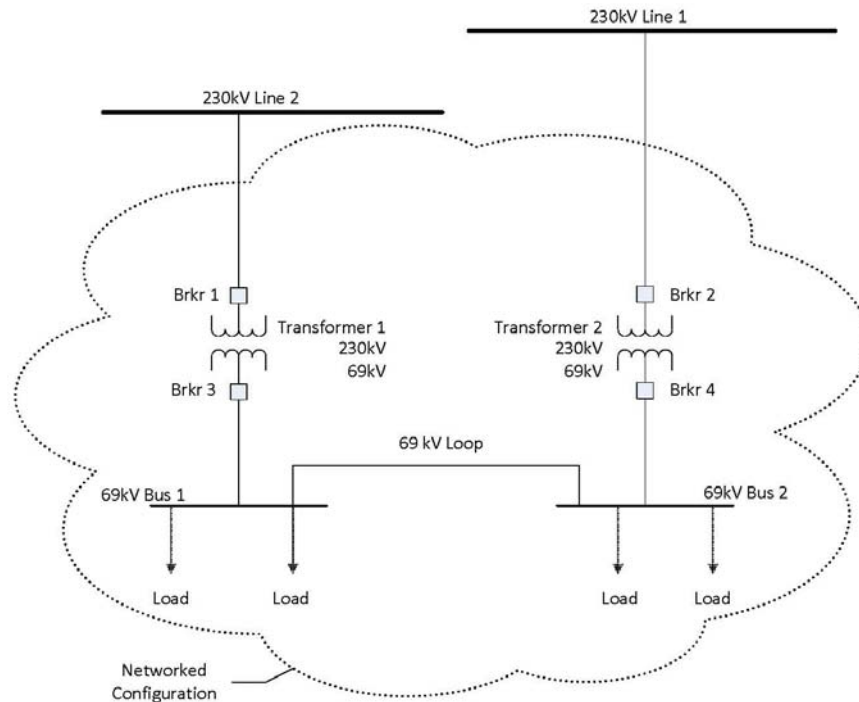 230kV Line 1
230kV Line 2
Brkr 1
Brkr 2
Transformer 1
230kV
69kV
Transformer 2
230kV
69kV
Brkr 3
Brkr 4
69 kV Loop
69kV Bus 1
69kV Bus 2
Load
Load
Load
Load
Networked
Configuration